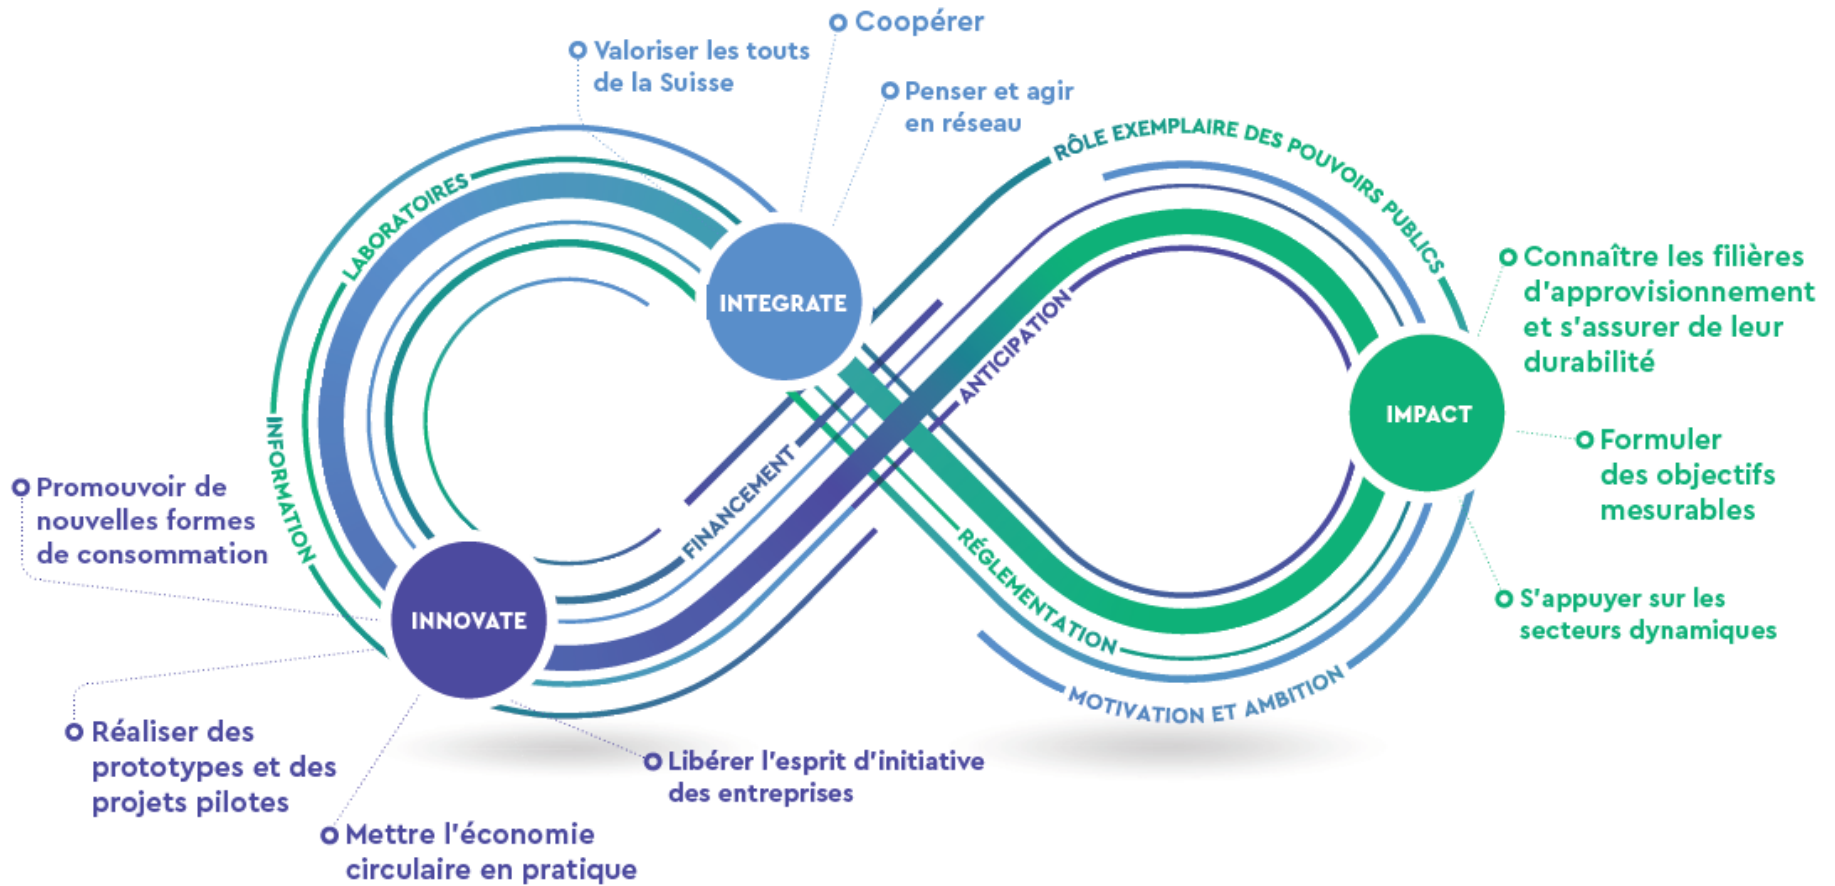 Coopérer
Valoriser les touts
de la Suisse
Penser et agir
en réseau
RÔLE EXEMPLAIRE DES POUVOIRS PUBLICS
LABORATOIRES
INTEGRATE
Connaître les filières
d'approvisionnement
et s'assurer de leur
durabilité
ANTICIPATION
IMPACT
INFORMATION
FINANCEMENT
Formuler
des objectifs
mesurables
Promouvoir de
nouvelles formes
de consommation
RÉGLEMENTATION
INNOVATE
S'appuyer sur les
secteurs dynamiques
MOTIVATION ET AMBITION
Réaliser des
prototypes et des
projets pilotes
Libérer l'esprit d'initiative
des entreprises
Mettre l'économie
circulaire en pratique